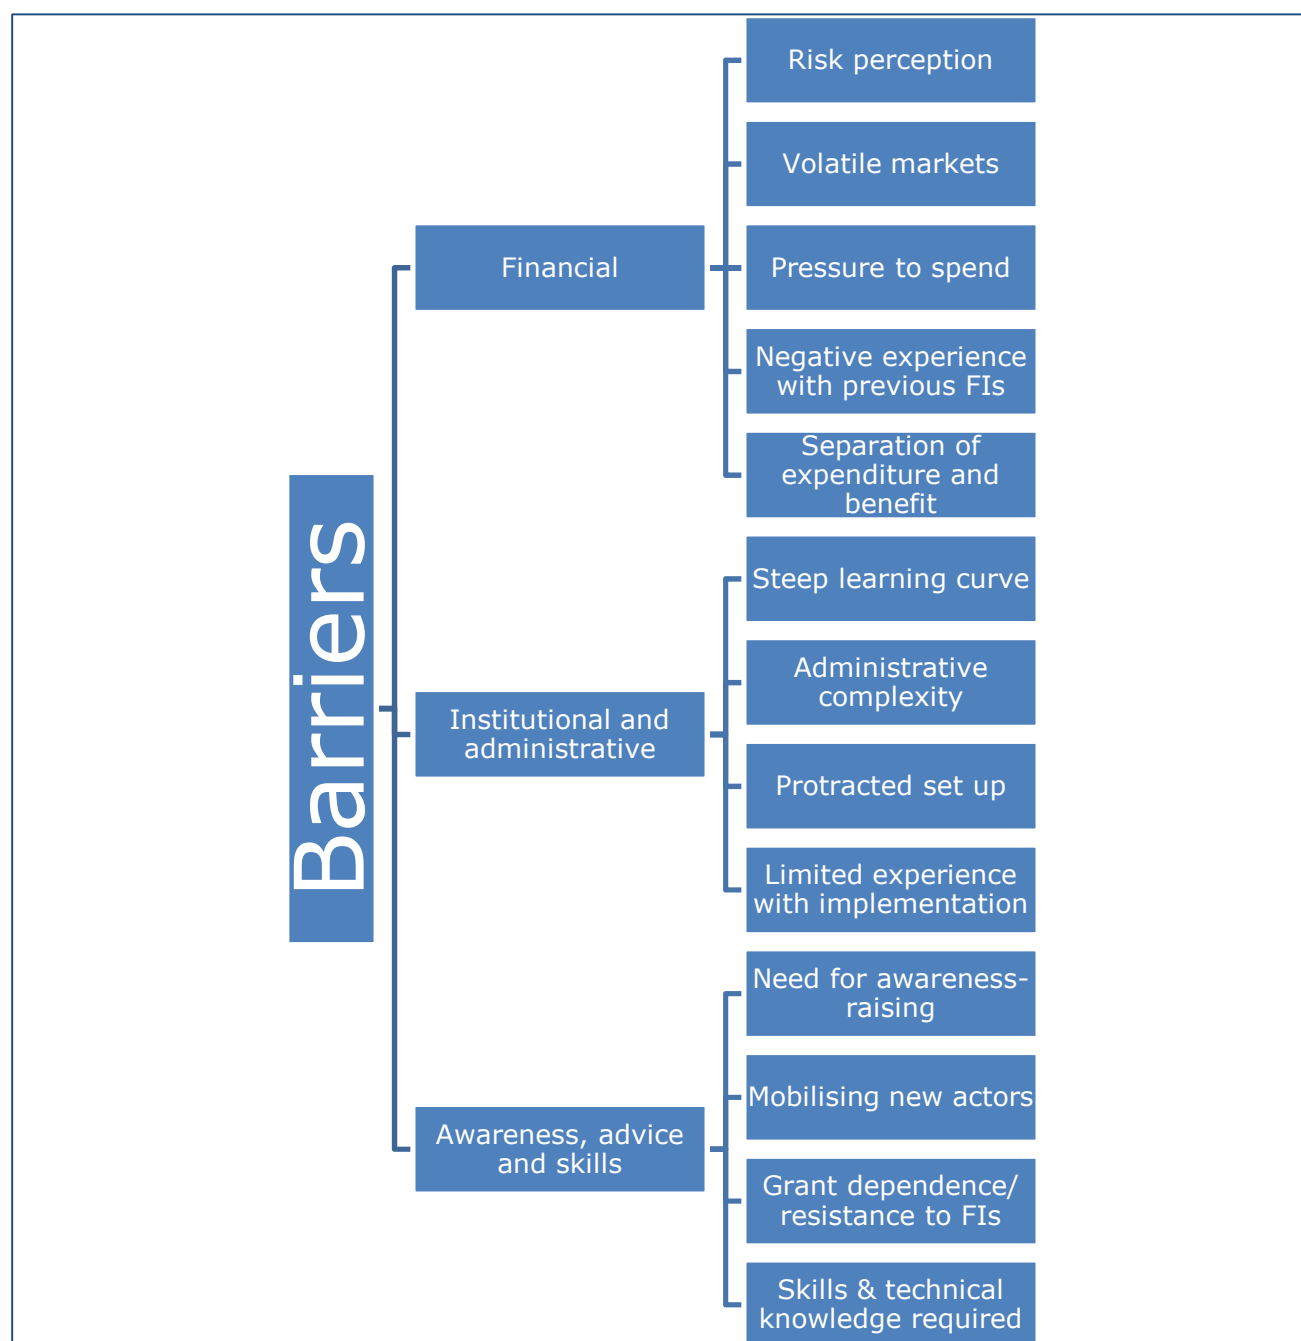 Barriers
Financial
Risk perception
Volatile markets
Pressure to spend
Negative experience
with previous FIs
Separation of
expenditure and
benefit
Institutional and
administrative
Steep learning curve
Administrative
complexity
Protracted set up
Limited experience
with implementation
Awareness, advice
and skills
Need for awareness-
raising
Mobilising new actors
Grant dependence/
resistance to FIs
Skills & technical
knowledge required